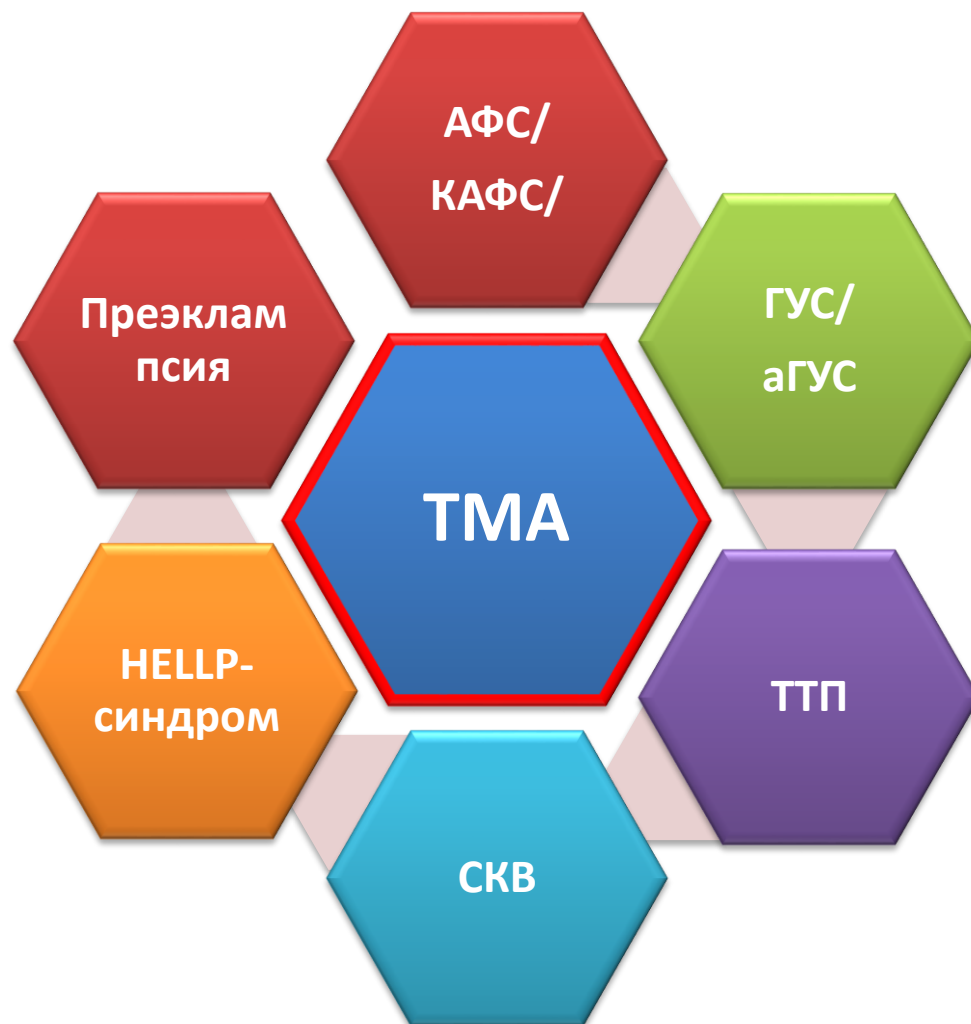 АФС/
КАФС/
Преэклам
псия
ГУС/
аГУС
ТМА
HELLP-
синдром
ТТП
СКВ